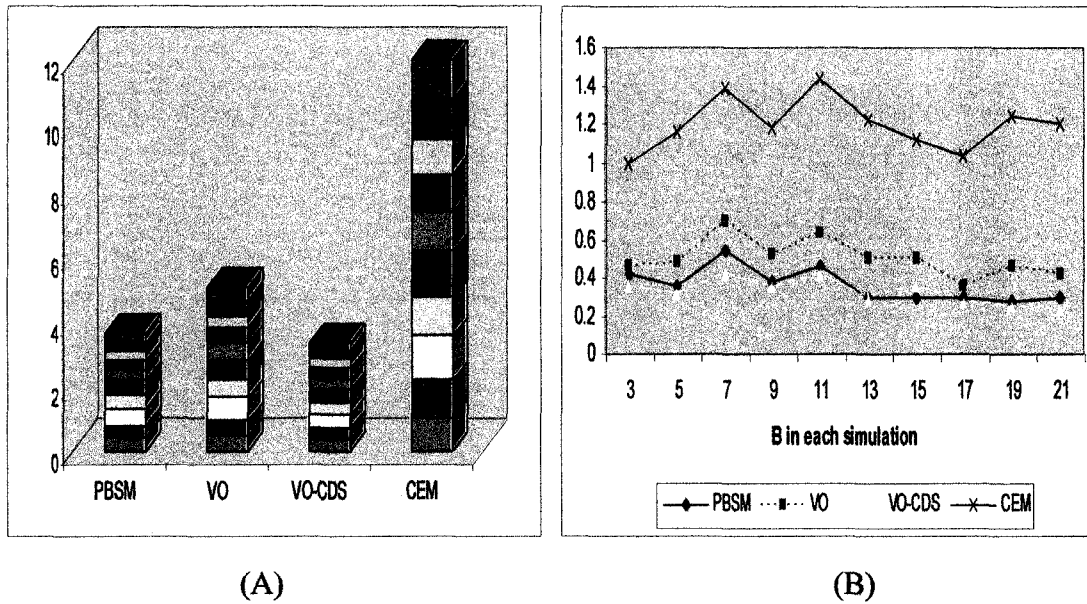 12
10
8
6
4
2
0
PBSM VO VO-CDS CEM
(A)
1.6
1.4
1.2
1
0.8
0.6
0.4
0.2
0
3 5 7 9 11 13 15 17 19 21
B in each simulation
PBSM VO VO-CDS CEM
(B)